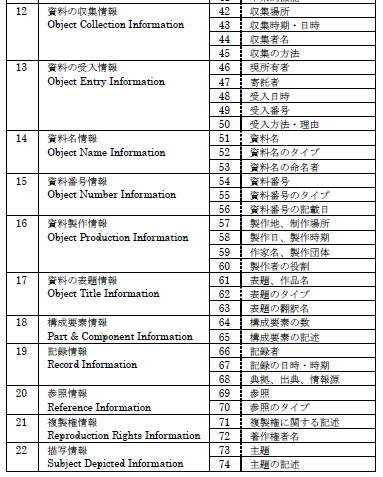 12 資料の収集情報 42 収集場所
Object Collection Information 43 収集時期・日時
44 収集者名
45 収集の方法
13 資料の受入情報 46 現所有者
Object Entry Information 47 寄託者
48 受入日時
49 受入番号
50 受入方法・理由
14 資料名情報 51 資料名
Object Name Information 52 資料名のタイプ
53 資料名の命名者
15 資料番号情報 54 資料番号
Object Number Information 55 資料番号のタイプ
56 資料番号の記載日
16 資料製作情報 57 製作地、制作場所
Object Production Information 58 製作日、製作時期
59 作家名、製作団体
60 製作者の役割
17 資料の表題情報 61 表題、作品名
Object Title Information 62 表題のタイプ
63 表題の翻訳名
18 構成要素情報 64 構成要素の数
Part & Component Information 65 構成要素の記述
19 記録情報 66 記録者
Record Information 67 記録の日時・時期
68 典拠、出典、情報源
20 参照情報 69 参照
Reference Information 70 参照のタイプ
21 複製権情報 71 複製権に関する記述
Reproduction Rights Information 72 著作権者名
22 描写情報 73 主題
Subject Depicted Information 74 主題の記述